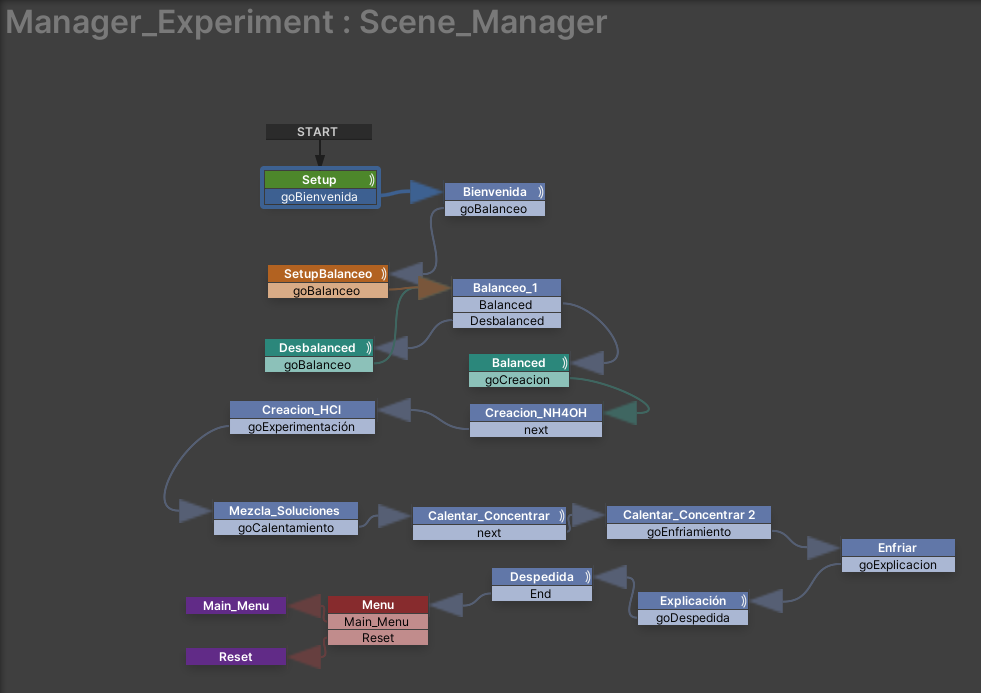 Manager_Experiment : Scene_Manager
START
Setup
goBienvenida
Bienvenida
goBalanceo
SetupBalanceo
goBalanceo
Balanceo_1
Balanced
Desbalanced
Desbalanced
goBalanceo
Balanced
goCreacion
Creacion_HCl
goExperimentación
Creacion_NH4OH
next
Mezcla_Soluciones
goCalentamiento
Calentar_Concentrar
next
Calentar_Concentrar 2
goEnfriamiento
Enfriar
goExplicacion
Explicación
goDespedida
Despedida
End
Menu
Main_Menu
Reset
Main_Menu
Reset